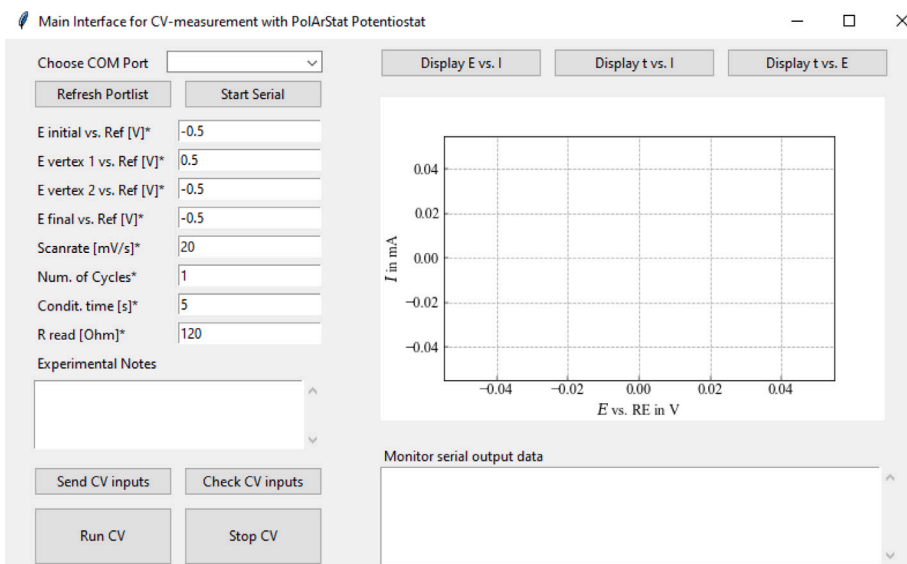 Main Interface for CV-measurement with PolArStat Potentiostat
Choose COM Port
Refresh Portlist Start Serial
E initial vs. Ref [V]* -0.5
E vertex 1 vs. Ref [V]* 0.5
E vertex 2 vs. Ref [V]* -0.5
E final vs. Ref [V]* -0.5
Scanrate [mV/s]* 20
Num. of Cycles* 1
Condit. time [s]* 5
R read [Ohm]* 120
Experimental Notes
Send CV inputs Check CV inputs
Run CV Stop CV
Display E vs. I Display t vs. I Display t vs. E
I in mA
0.04
0.02
0.00
−0.02
−0.04
−0.04 −0.02 0.00 0.02 0.04
E vs. RE in V
Monitor serial output data